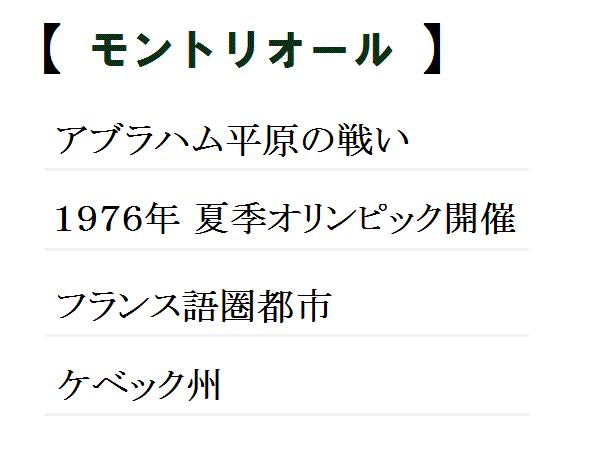 【 モントリオール 】
アブラハム平原の戦い
1976年 夏季オリンピック開催
フランス語圏都市
ケベック州